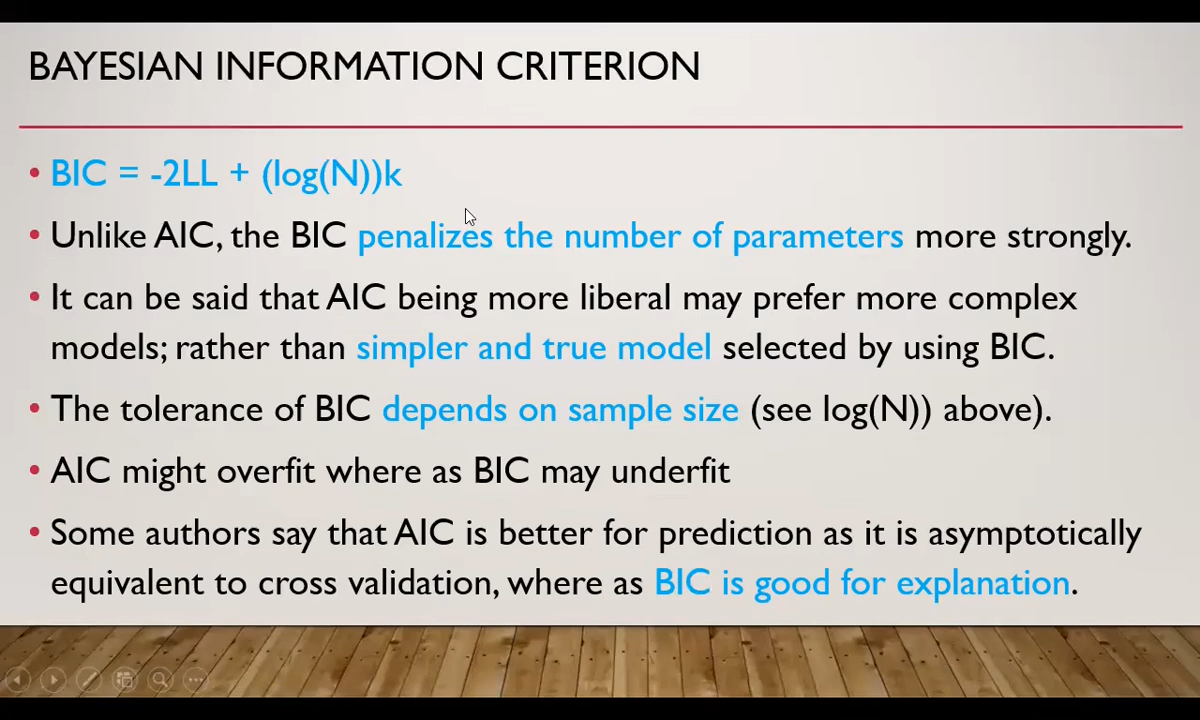 BAYESIAN INFORMATION CRITERION
• BIC = -2LL + (log(N))k
• Unlike AIC, the BIC penalizes the number of parameters more strongly.
• It can be said that AIC being more liberal may prefer more complex
models; rather than simpler and true model selected by using BIC.
• The tolerance of BIC depends on sample size (see log(N)) above).
• AIC might overfit where as BIC may underfit
• Some authors say that AIC is better for prediction as it is asymptotically
equivalent to cross validation, where as BIC is good for explanation.